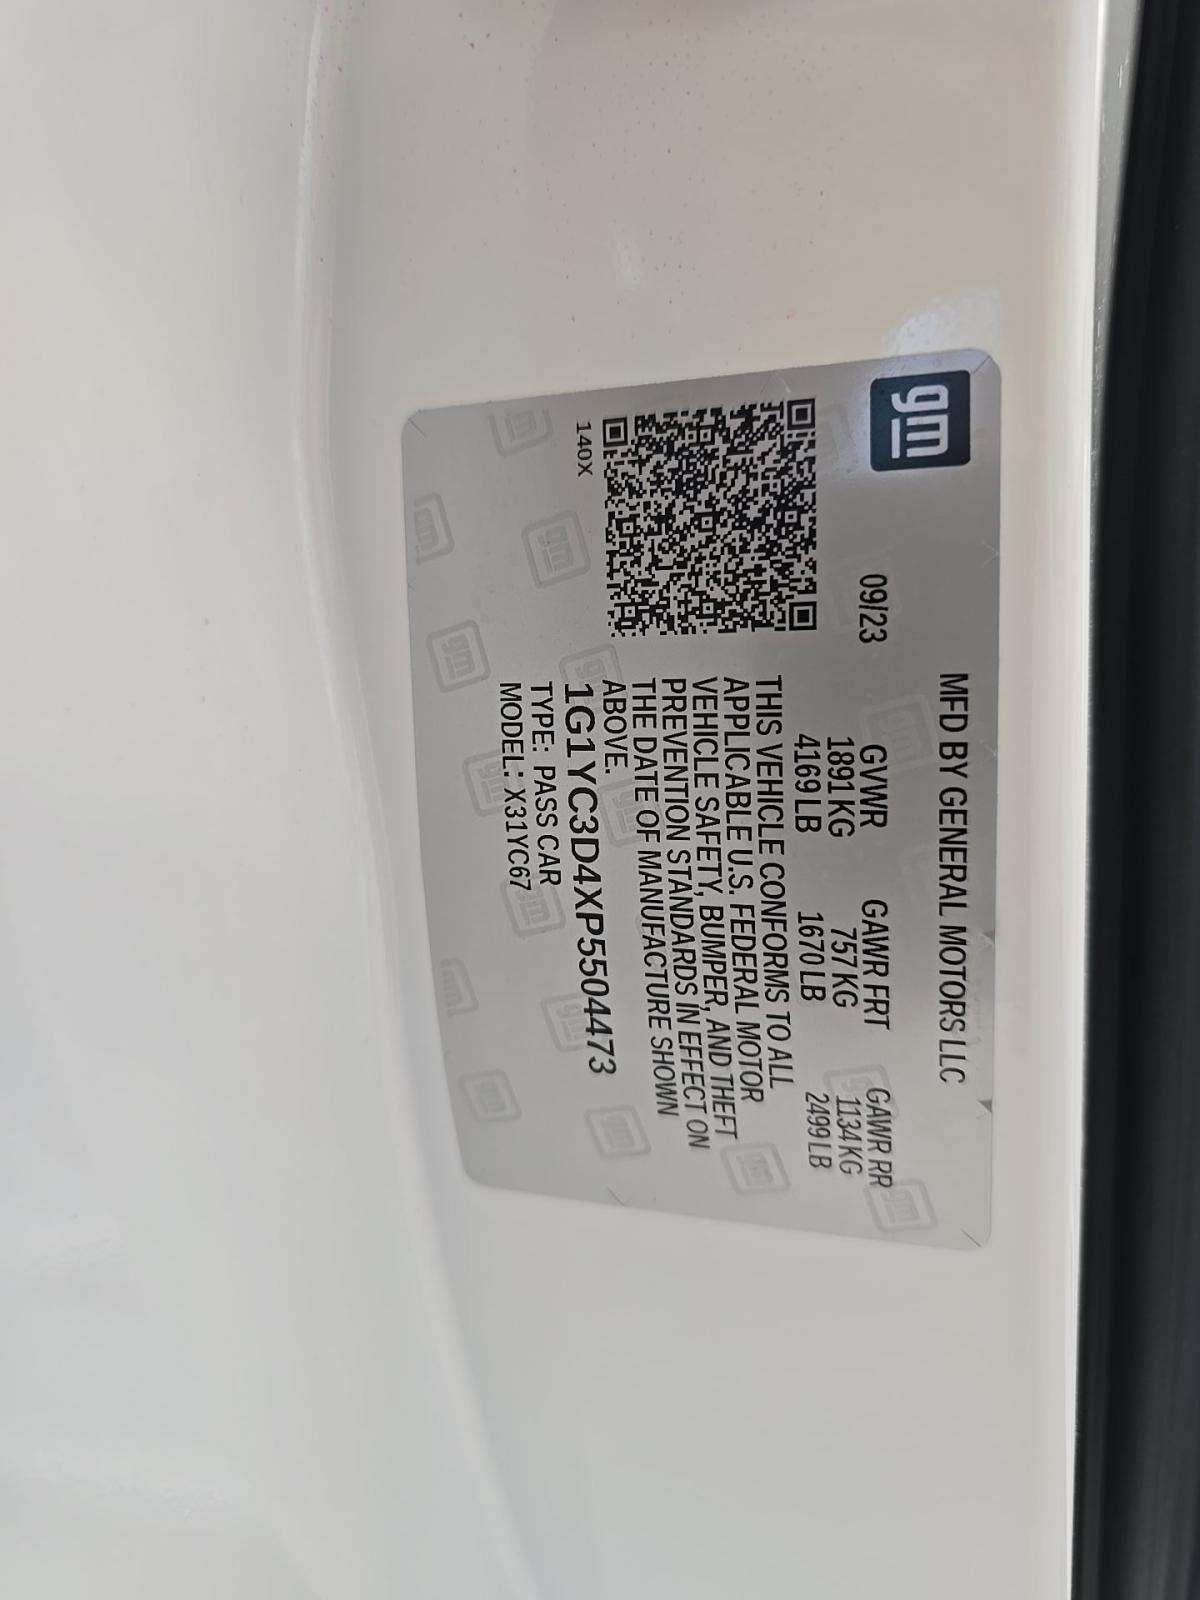 gm
MFD BY GENERAL MOTORS LLC
09/23
GVWR GAWR FRT GAWR RR
1891 KG 757 KG 1134 KG
4169 LB 1670 LB 2499 LB
THIS VEHICLE CONFORMS TO ALL
APPLICABLE U.S. FEDERAL MOTOR
VEHICLE SAFETY, BUMPER, AND THEFT
PREVENTION STANDARDS IN EFFECT ON
THE DATE OF MANUFACTURE SHOWN
ABOVE.
140X
1G1YC3D4XP5504473
TYPE: PASS CAR
MODEL: X31YC67